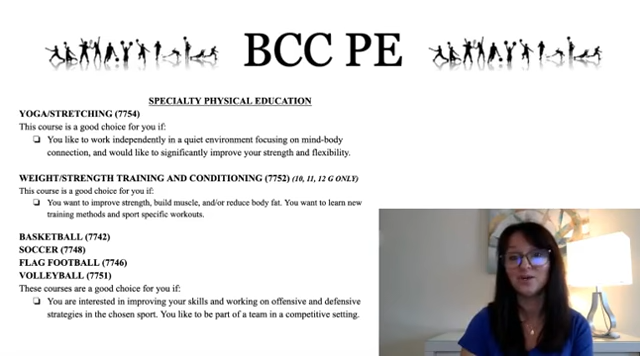 BCC PE
SPECIALTY PHYSICAL EDUCATION
YOGA/STRETCHING (7754)
This course is a good choice for you if:
❏ You like to work independently in a quiet environment focusing on mind-body
connection, and would like to significantly improve your strength and flexibility.
WEIGHT/STRENGTH TRAINING AND CONDITIONING (7752) (10, 11, 12 G ONLY)
This course is a good choice for you if:
❏ You want to improve strength, build muscle, and/or reduce body fat. You want to learn new
training methods and sport specific workouts.
BASKETBALL (7742)
SOCCER (7748)
FLAG FOOTBALL (7746)
VOLLEYBALL (7751)
These courses are a good choice for you if:
❏ You are interested in improving your skills and working on offensive and defensive
strategies in the chosen sport. You like to be part of a team in a competitive setting.